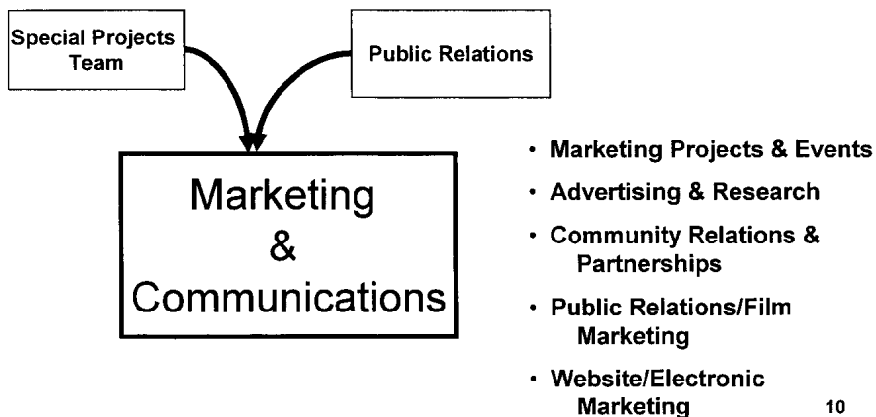 Special Projects
Team
Public Relations
Marketing
&
Communications
• Marketing Projects & Events
• Advertising & Research
• Community Relations &
Partnerships
• Public Relations/Film
Marketing
• Website/Electronic
Marketing
10